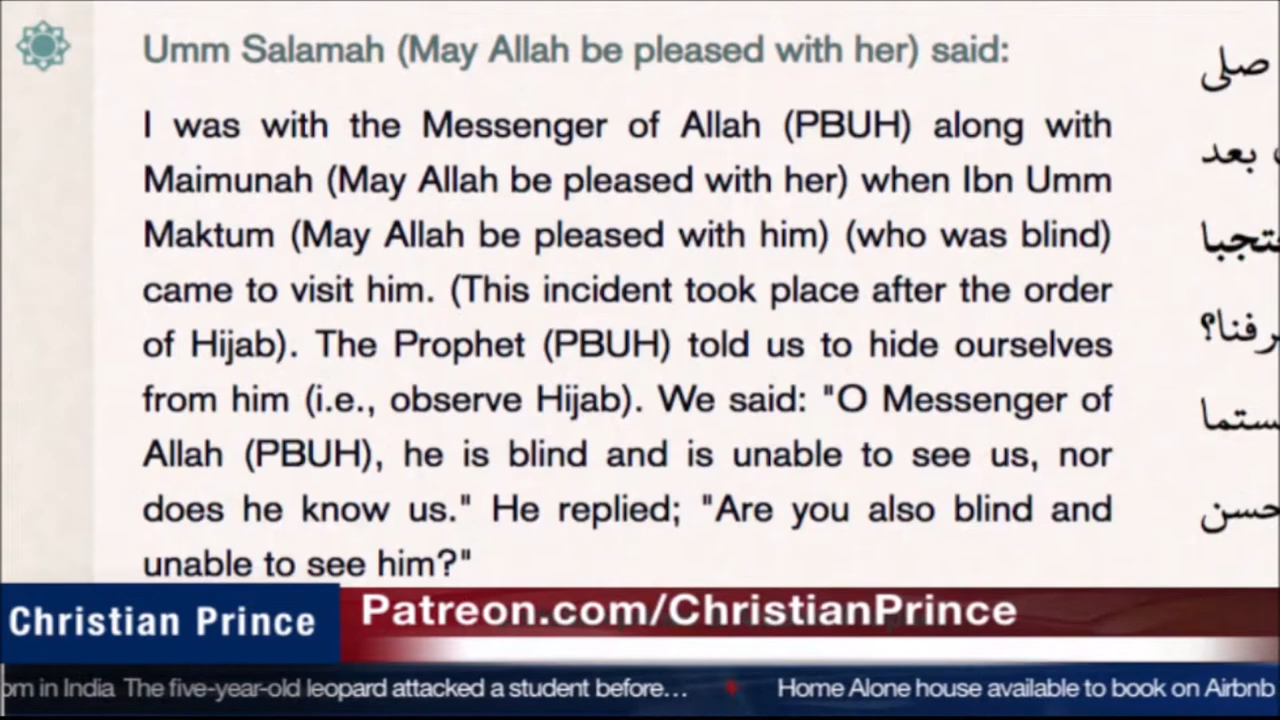 Umm Salamah (May Allah be pleased with her) said:
I was with the Messenger of Allah (PBUH) along with
Maimunah (May Allah be pleased with her) when Ibn Umm
Maktum (May Allah be pleased with him) (who was blind)
came to visit him. (This incident took place after the order
of Hijab). The Prophet (PBUH) told us to hide ourselves
from him (i.e., observe Hijab). We said: "O Messenger of
Allah (PBUH), he is blind and is unable to see us, nor
does he know us." He replied; "Are you also blind and
unable to see him?"
صلى
بعد
Christian Prince
Patreon.com/ChristianPrince
in India The five-year-old leopard attacked a student before... Home Alone house available to book on Airbnb